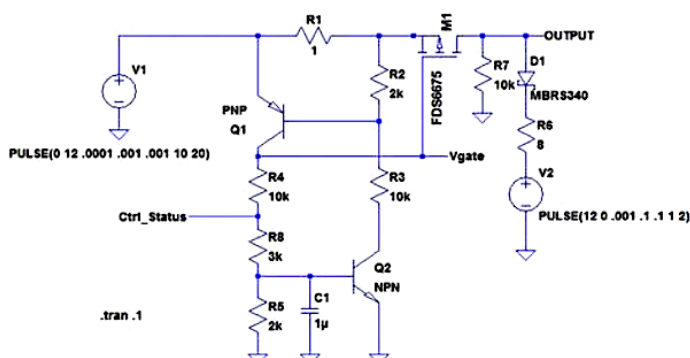 R1
1
M1
OUTPUT
V1
R2
2k
FDS6675
R7
10k
D1
MBRS340
PNP
Q1
R6
8
PULSE(0 12 .0001 .001 .001 10 20)
Vgate
V2
R4
10k
R3
10k
PULSE(12 0 .001 .1 .1 1 2)
Ctrl_Status
R8
3k
Q2
NPN
C1
1µ
R5
2k
.tran .1